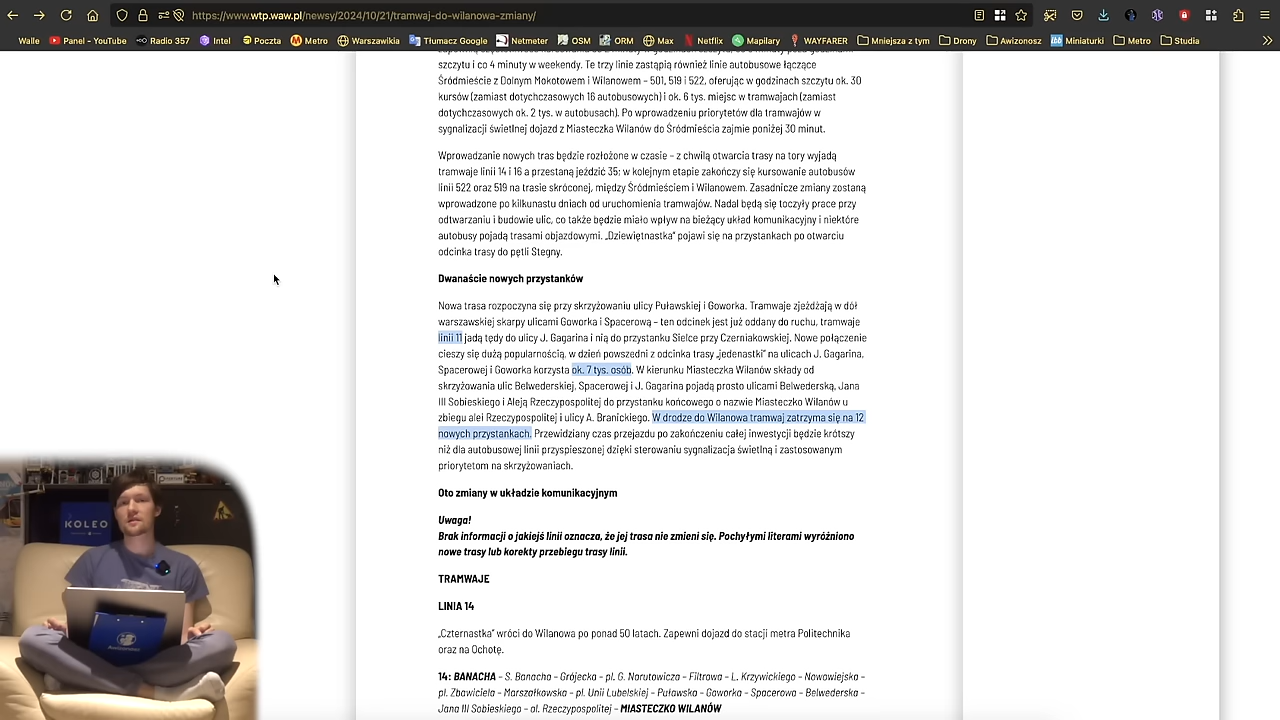 https://www.wtp.waw.pl/newsy/2024/10/21/tramwaj-do-wilanowa-zmiany/
Walle Panel - YouTube Radio 357 Intel Poczta Metro Warszawikia Tłumacz Google Netmeter OSM ORM Max Netflix Mapilary WAYFARER Mniejsza z tym Drony Awizonosz Miniaturki Metro Studia
szczytu i co 4 minuty w weekendy. Te trzy linie zastąpią również linie autobusowe łączące
Śródmieście z Dolnym Mokotowem i Wilanowem – 501, 519 i 522, oferując w godzinach szczytu ok. 30
kursów (zamiast dotychczasowych 16 autobusowych) i ok. 6 tys. miejsc w tramwajach (zamiast
dotychczasowych ok. 2 tys. w autobusach). Po wprowadzeniu priorytetów dla tramwajów w
sygnalizacji świetlnej dojazd z Miasteczka Wilanów do Śródmieścia zajmie poniżej 30 minut.
Wprowadzanie nowych tras będzie rozłożone w czasie – z chwilą otwarcia trasy na tory wyjadą
tramwaje linii 14 i 16 a przestaną jeździć 35; w kolejnym etapie zakończy się kursowanie autobusów
linii 522 oraz 519 na trasie skróconej, między Śródmieściem i Wilanowem. Zasadnicze zmiany zostaną
wprowadzone po kilkunastu dniach od uruchomienia tramwajów. Nadal będą się toczyły prace przy
odtwarzaniu i budowie ulic, co także będzie miało wpływ na bieżący układ komunikacyjny i niektóre
autobusy pojadą trasami objazdowymi. „Dziewiętnastka” pojawi się na przystankach po otwarciu
odcinka trasy do pętli Stegny.
Dwanaście nowych przystanków
Nowa trasa rozpoczyna się przy skrzyżowaniu ulicy Puławskiej i Goworka. Tramwaje zjeżdżają w dół
warszawskiej skarpy ulicami Goworka i Spacerową – ten odcinek jest już oddany do ruchu, tramwaje
linii 11 jadą tędy do ulicy J. Gagarina i nią do przystanku Sielce przy Czerniakowskiej. Nowe połączenie
cieszy się dużą popularnością, w dzień powszedni z odcinka trasy „jedenastki” na ulicach J. Gagarina,
Spacerowej i Goworka korzysta ok. 7 tys. osób. W kierunku Miasteczka Wilanów składy od
skrzyżowania ulic Belwederskiej, Spacerowej i J. Gagarina pojadą prosto ulicami Belwederską, Jana
III Sobieskiego i Aleją Rzeczypospolitej do przystanku końcowego o nazwie Miasteczko Wilanów u
zbiegu alei Rzeczypospolitej i ulicy A. Branickiego. W drodze do Wilanowa tramwaj zatrzyma się na 12
nowych przystankach. Przewidziany czas przejazdu po zakończeniu całej inwestycji będzie krótszy
niż dla autobusowej linii przyspieszonej dzięki sterowaniu sygnalizacja świetlną i zastosowanym
priorytetom na skrzyżowaniach.
Oto zmiany w układzie komunikacyjnym
Uwaga!
Brak informacji o jakiejś linii oznacza, że jej trasa nie zmieni się. Pochyłymi literami wyróżniono
nowe trasy lub korekty przebiegu trasy linii.
TRAMWAJE
LINIA 14
„Czternastka” wróci do Wilanowa po ponad 50 latach. Zapewni dojazd do stacji metra Politechnika
oraz na Ochotę.
14: BANACHA – S. Banacha – Grójecka – pl. G. Narutowicza – Filtrowa – L. Krzywickiego – Nowowiejska –
pl. Zbawiciela – Marszałkowska – pl. Unii Lubelskiej – Puławska – Goworka – Spacerowa – Belwederska –
Jana III Sobieskiego – al. Rzeczypospolitej – MIASTECZKO WILANÓW
KOLEO